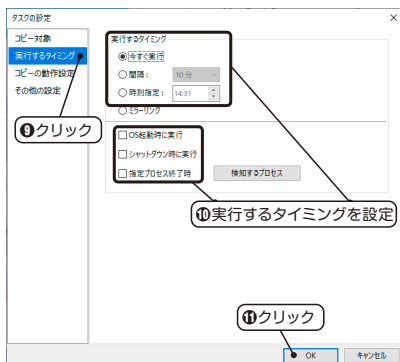 タスクの設定
×
コピー対象
実行するタイミング
コピーの動作設定
その他の設定
❾クリック
実行するタイミング
今すぐ実行
間隔: 10 分
時刻指定: 14:31
ミラーリング
OS起動時に実行
シャットダウン時に実行
指定プロセス終了時 検知するプロセス
❿実行するタイミングを設定
⓫クリック
OK キャンセル